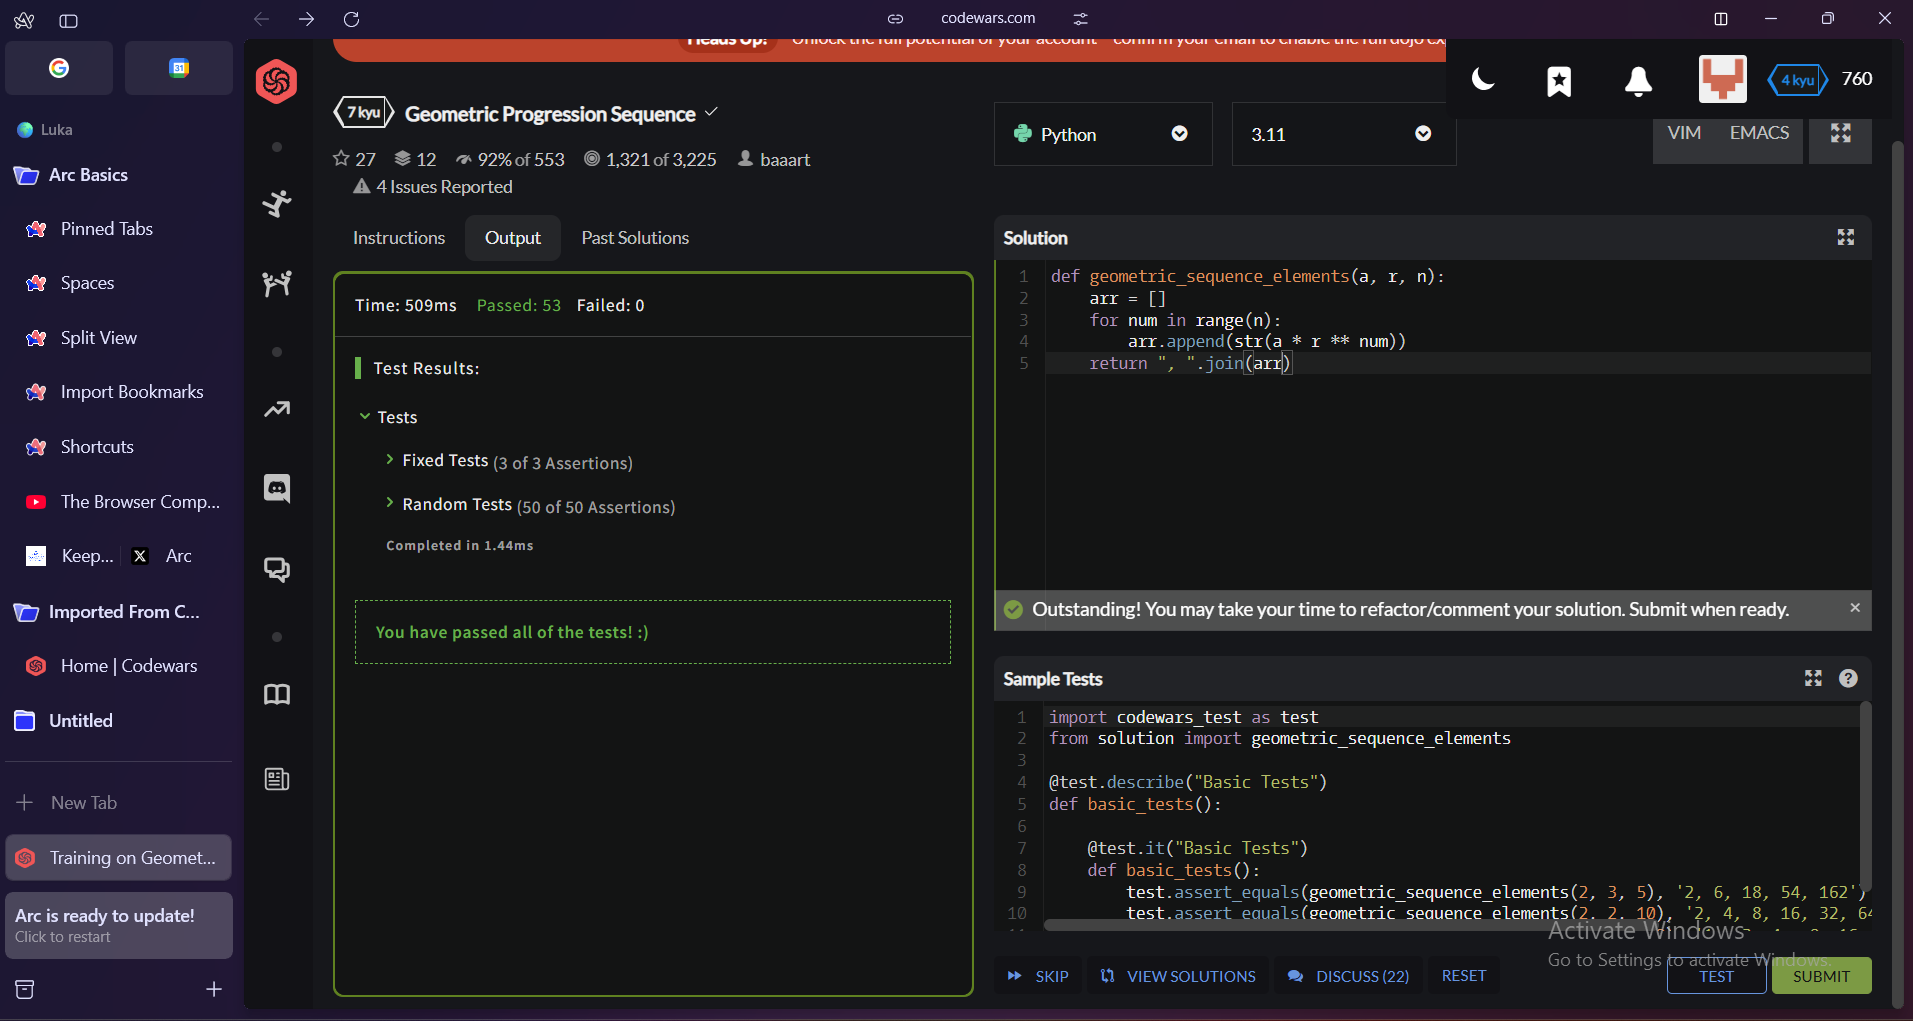 codewars.com
Luka
Arc Basics
Pinned Tabs
Spaces
Split View
Import Bookmarks
Shortcuts
The Browser Comp...
Keep...
Arc
Imported From C...
Home | Codewars
Untitled
New Tab
Training on Geomet...
Arc is ready to update!
Click to restart
Heads Up! Unlock the full potential of your account - confirm your email to enable the full dojo
4 kyu 760
7 kyu Geometric Progression Sequence
27 12 92% of 553 1,321 of 3,225 baaart
4 Issues Reported
Instructions Output Past Solutions
Time: 509ms Passed: 53 Failed: 0
Test Results:
Tests
Fixed Tests (3 of 3 Assertions)
Random Tests (50 of 50 Assertions)
Completed in 1.44ms
You have passed all of the tests! :)
Python 3.11 VIM EMACS
Solution
1 def geometric_sequence_elements(a, r, n):
2 arr = []
3 for num in range(n):
4 arr.append(str(a * r ** num))
5 return ", ".join(arr)
Outstanding! You may take your time to refactor/comment your solution. Submit when ready.
Sample Tests
1 import codewars_test as test
2 from solution import geometric_sequence_elements
3
4 @test.describe("Basic Tests")
5 def basic_tests():
6
7 @test.it("Basic Tests")
8 def basic_tests():
9 test.assert_equals(geometric_sequence_elements(2, 3, 5), '2, 6, 18, 54, 162')
10 test.assert_equals(geometric_sequence_elements(2, 2, 10), '2, 4, 8, 16, 32, 64
Activate Windows
Go to Settings to activate Windows.
SKIP VIEW SOLUTIONS DISCUSS (22) RESET TEST SUBMIT